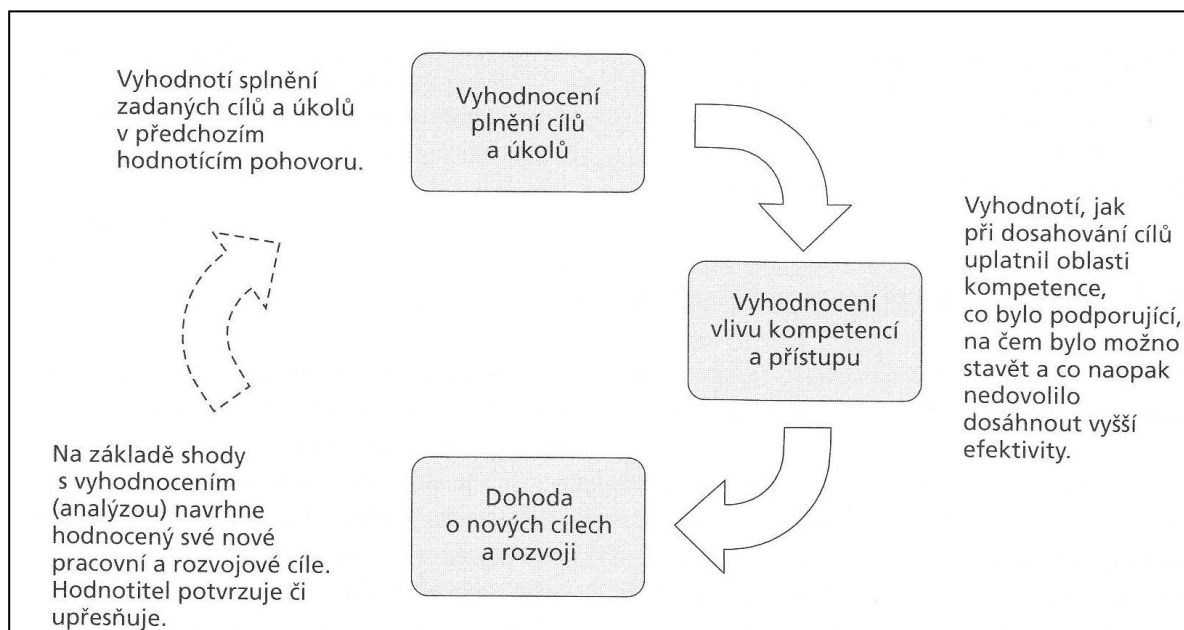 Vyhodnotí splnění
zadaných cílů a úkolů
v předchozím
hodnotícím pohovoru.
Vyhodnocení
plnění cílů
a úkolů
Vyhodnocení
vlivu kompetencí
a přístupu
Vyhodnotí, jak
při dosahování cílů
uplatnil oblasti
kompetence,
co bylo podporující,
na čem bylo možno
stavět a co naopak
nedovolilo
dosáhnout vyšší
efektivity.
Dohoda
o nových cílech
a rozvoji
Na základě shody
s vyhodnocením
(analýzou) navrhne
hodnocený své nové
pracovní a rozvojové cíle.
Hodnotitel potvrzuje či
upřesňuje.